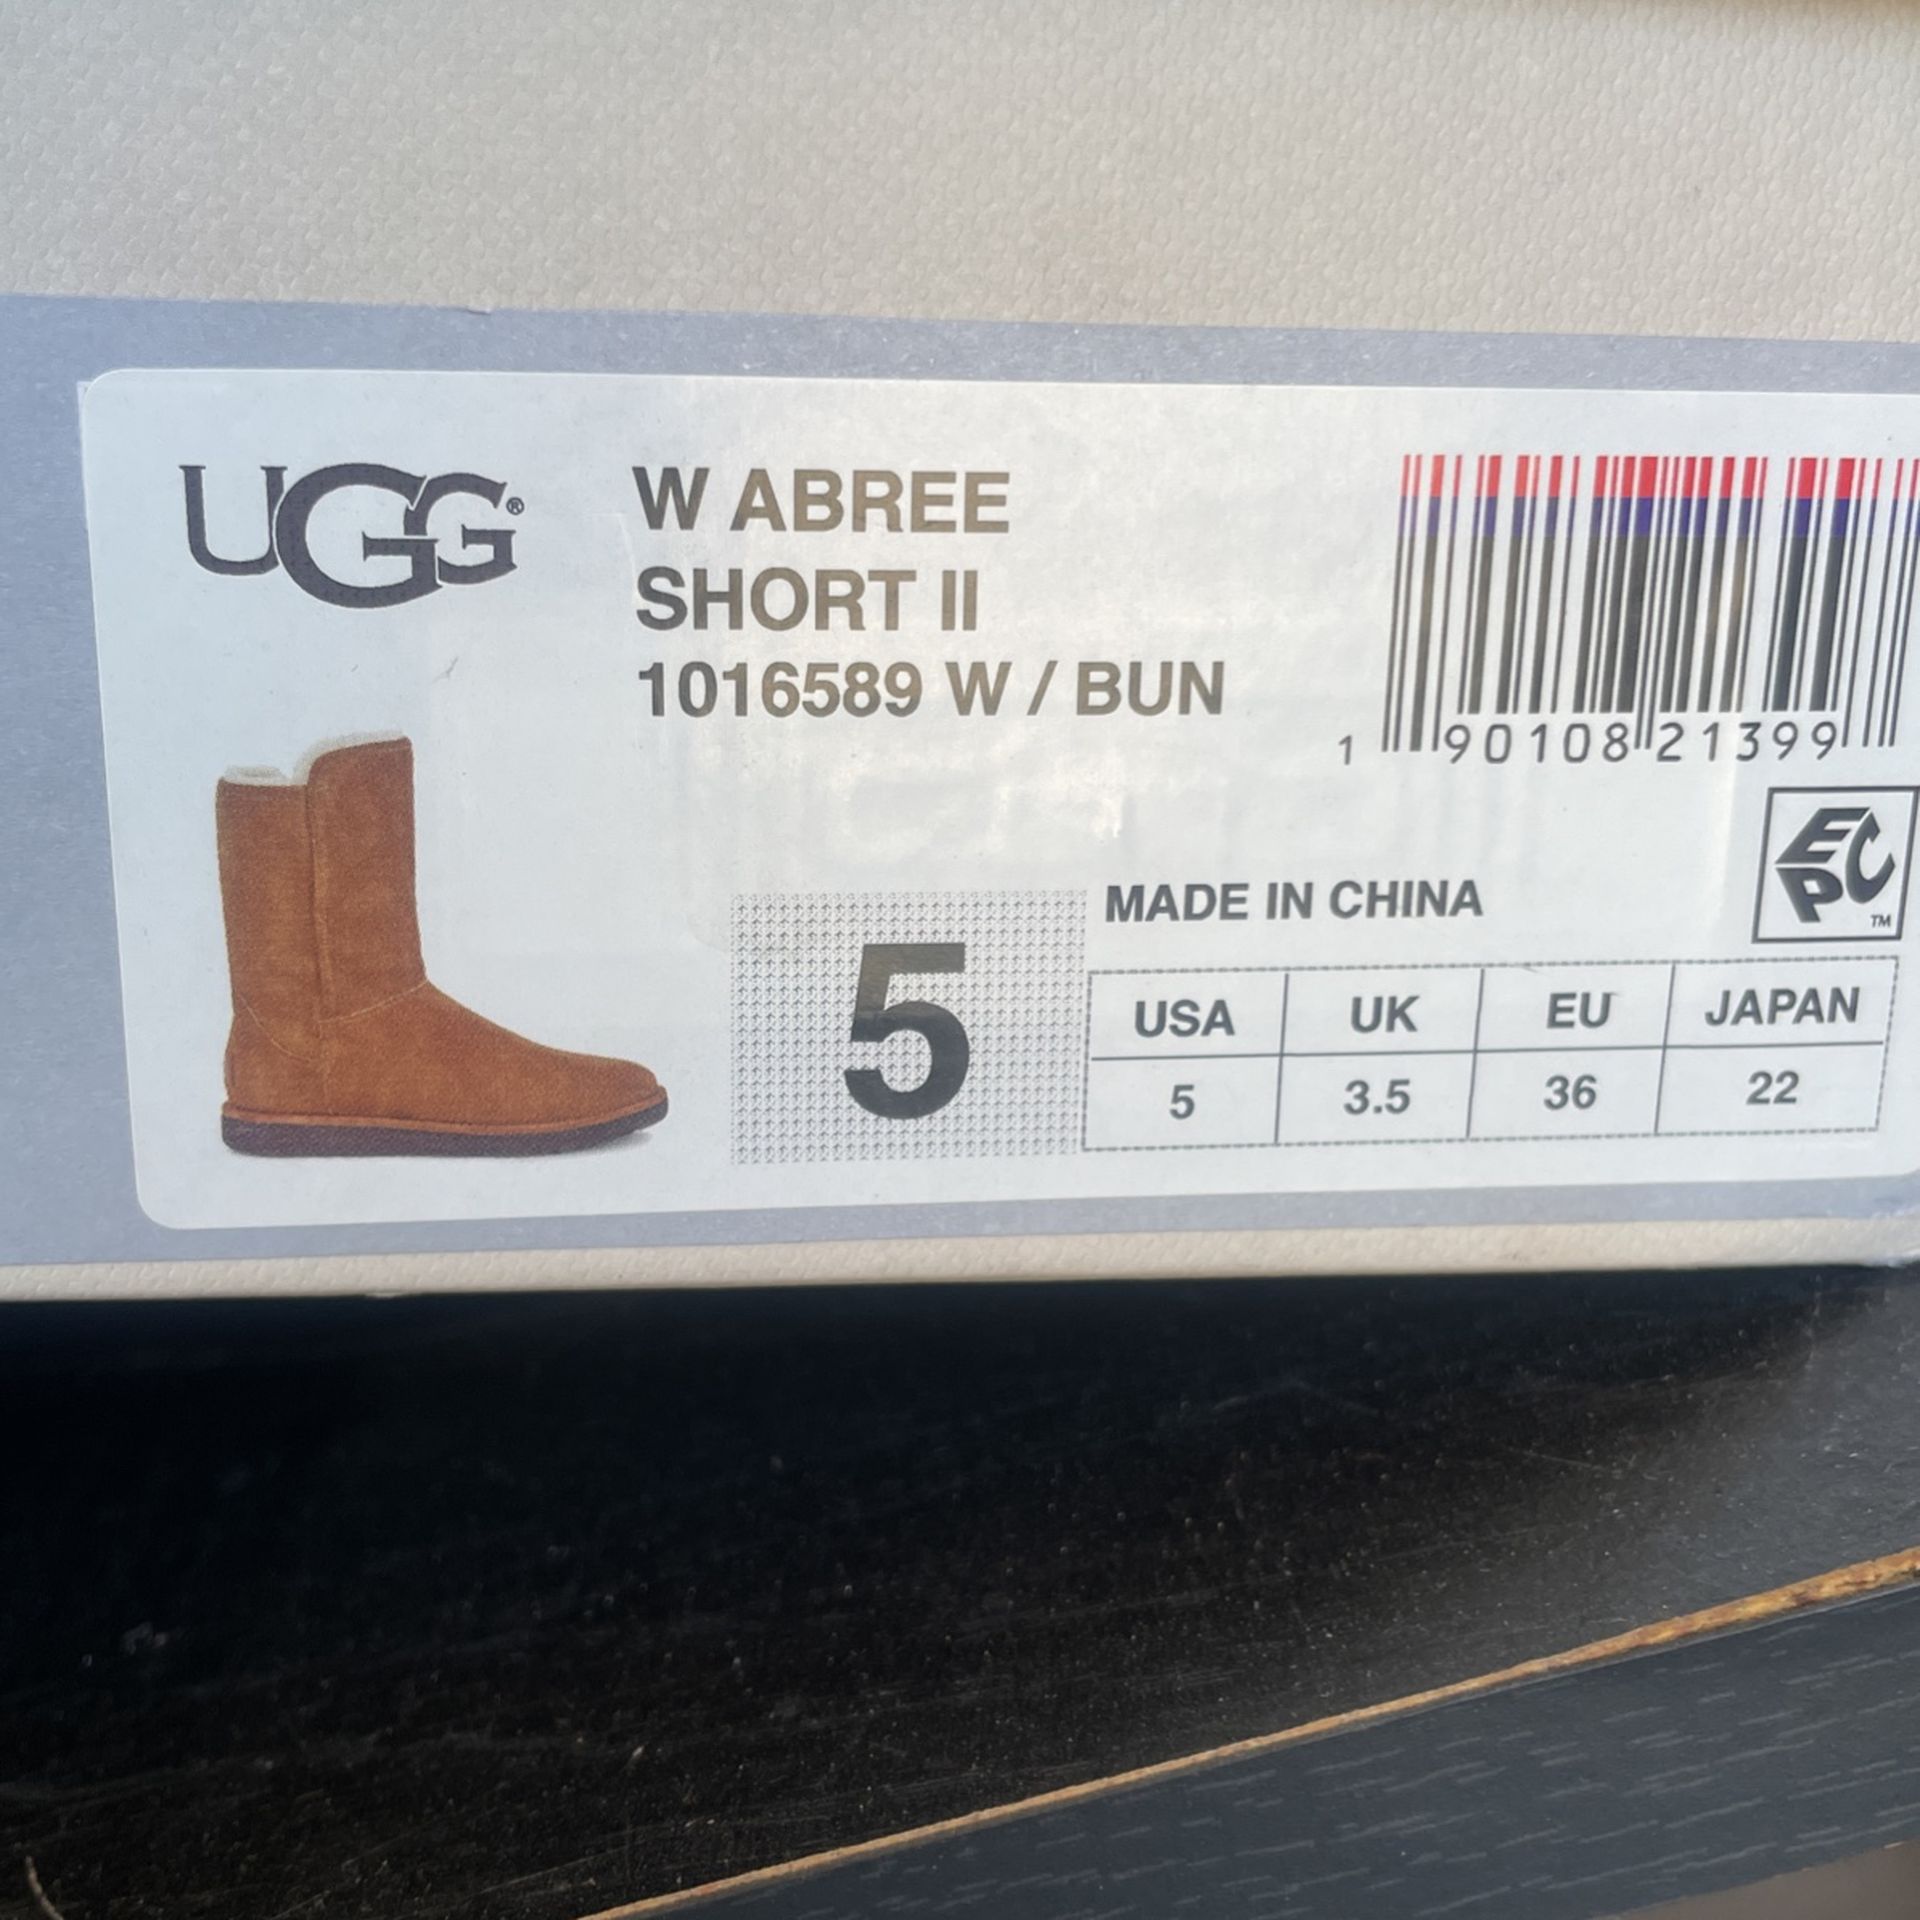 UGG®
W ABREE
SHORT II
1016589 W / BUN
1 90108 21399
EPC™
MADE IN CHINA
5
USA UK EU JAPAN
5 3.5 36 22